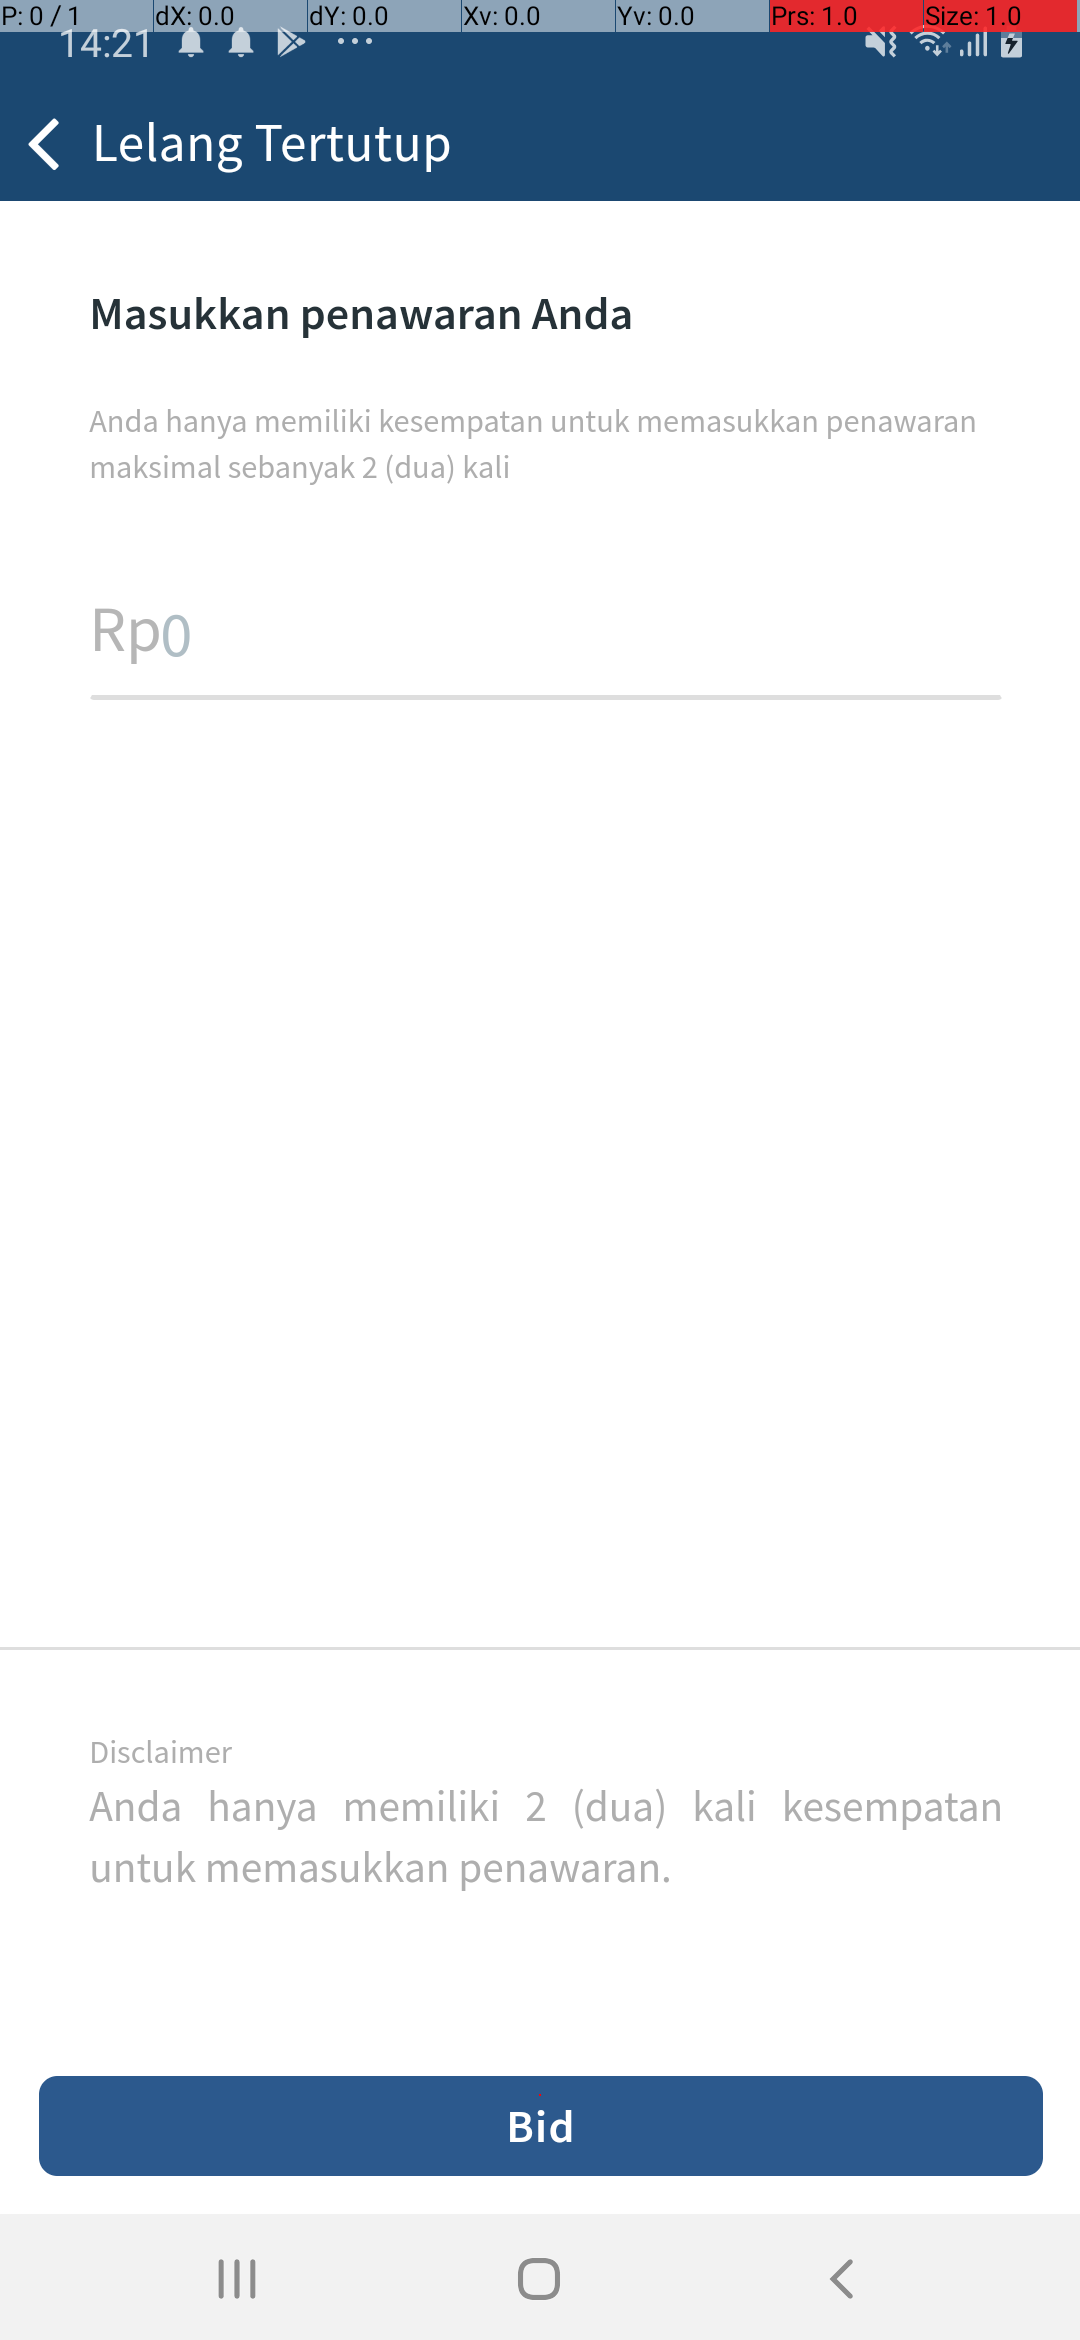 P: 0 / 1 dX: 0.0 dY: 0.0 Xv: 0.0 Yv: 0.0 Prs: 1.0 Size: 1.0
14:21
Lelang Tertutup
Masukkan penawaran Anda
Anda hanya memiliki kesempatan untuk memasukkan penawaran
maksimal sebanyak 2 (dua) kali
Rp0
Disclaimer
Anda hanya memiliki 2 (dua) kali kesempatan
untuk memasukkan penawaran.
Bid